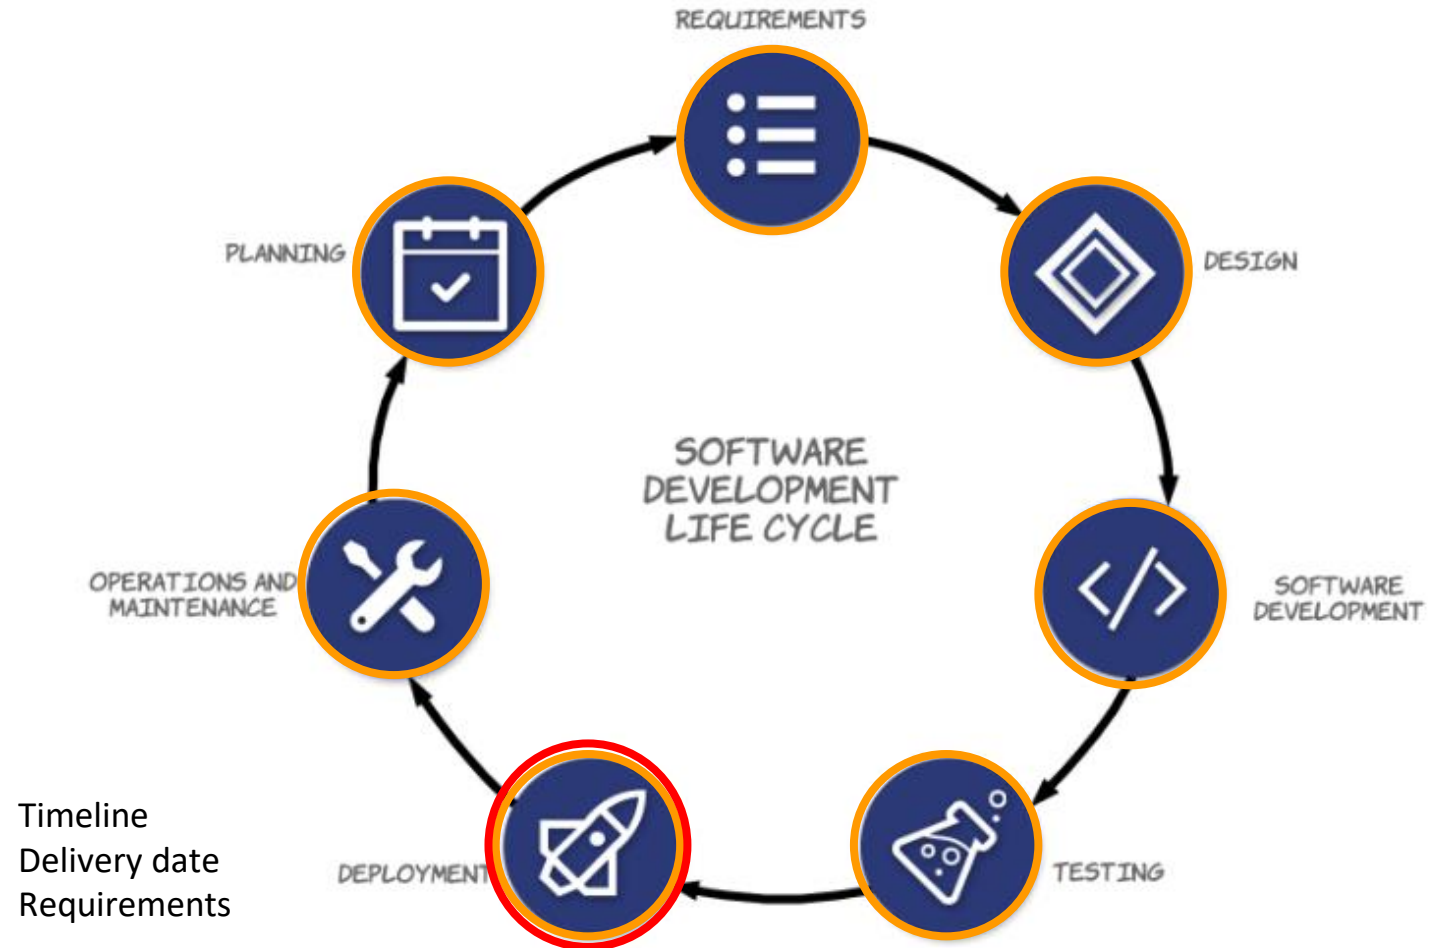 REQUIREMENTS
PLANNING
DESIGN
SOFTWARE
DEVELOPMENT
LIFE CYCLE
OPERATIONS AND
MAINTENANCE
SOFTWARE
DEVELOPMENT
Timeline
Delivery date
Requirements
DEPLOYMENT
TESTING